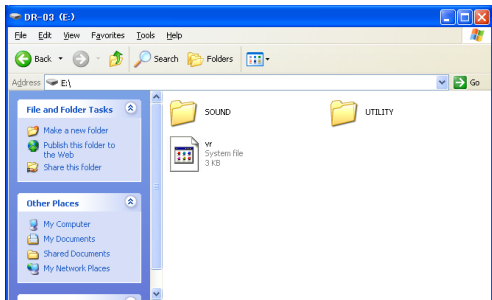 DR-03 (E:)
File Edit View Favorites Tools Help
Back Search Folders
Address E:\ Go
File and Folder Tasks
Make a new folder
Publish this folder to
the Web
Share this folder
Other Places
My Computer
My Documents
Shared Documents
My Network Places
SOUND UTILITY
vr
System file
3 KB